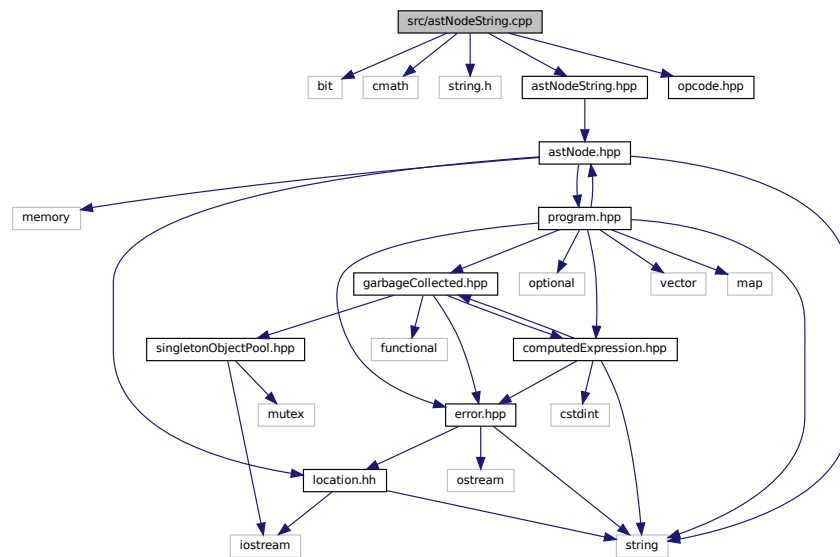 src/astNodeString.cpp
bit
cmath
string.h
astNodeString.hpp
opcode.hpp
astNode.hpp
memory
program.hpp
garbageCollected.hpp
optional
vector
map
singletonObjectPool.hpp
functional
computedExpression.hpp
mutex
error.hpp
cstdint
location.hh
ostream
iostream
string